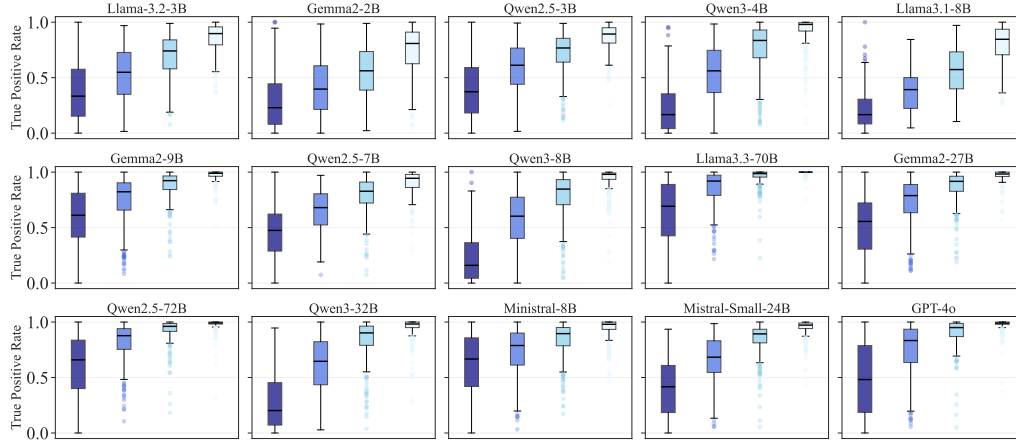 Llama-3.2-3B Gemma2-2B Qwen2.5-3B Qwen3-4B Llama3.1-8B
True Positive Rate
1.0
0.5
0.0
Gemma2-9B Qwen2.5-7B Qwen3-8B Llama3.3-70B Gemma2-27B
True Positive Rate
1.0
0.5
0.0
Qwen2.5-72B Qwen3-32B Ministral-8B Mistral-Small-24B GPT-4o
True Positive Rate
1.0
0.5
0.0